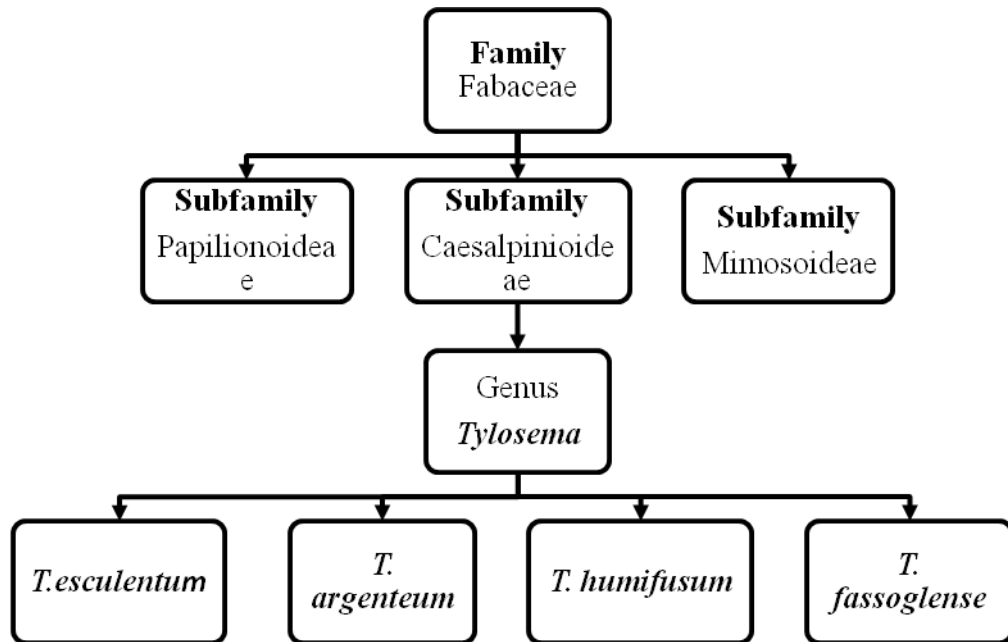 Family
Fabaceae
Subfamily
Papilionoidea
e
Subfamily
Caesalpinioide
ae
Subfamily
Mimosoideae
Genus
Tylosema
T.esculentum
T.
argenteum
T. humifusum
T.
fassoglense